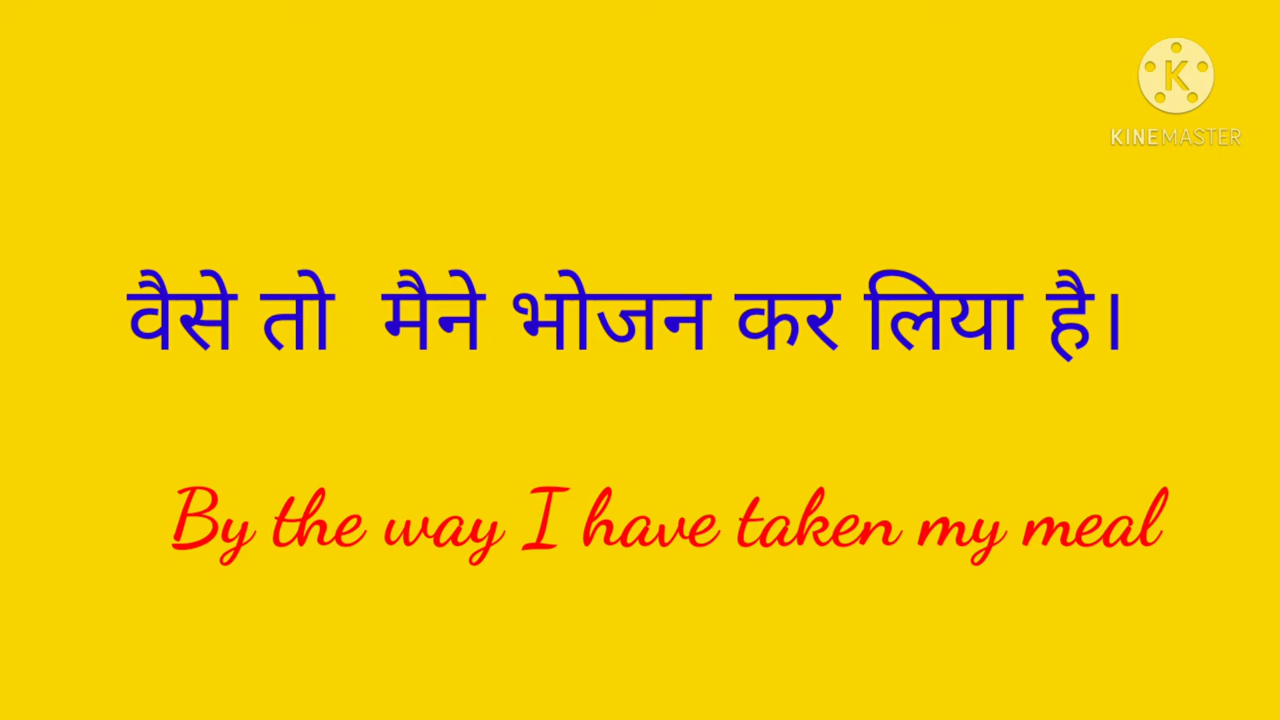 K
KINEMASTER
वैसे तो मैने भोजन कर लिया है।
By the way I have taken my meal